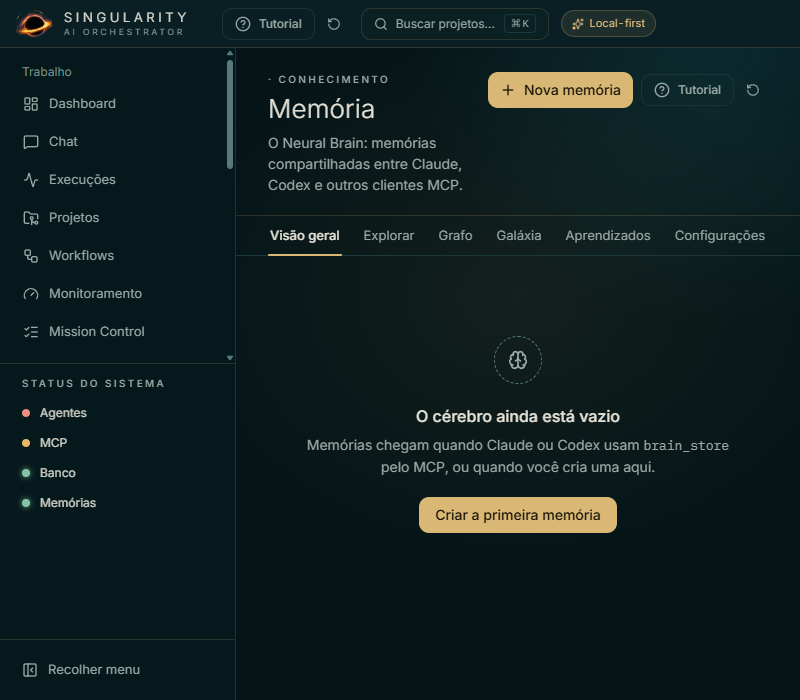 SINGULARITY
AI ORCHESTRATOR
Tutorial
Buscar projetos...
⌘K
Local-first
Trabalho
Dashboard
Chat
Execuções
Projetos
Workflows
Monitoramento
Mission Control
STATUS DO SISTEMA
Agentes
MCP
Banco
Memórias
Recolher menu
· CONHECIMENTO
Memória
O Neural Brain: memórias
compartilhadas entre Claude,
Codex e outros clientes MCP.
Nova memória
Tutorial
Visão geral
Explorar
Grafo
Galáxia
Aprendizados
Configurações
O cérebro ainda está vazio
Memórias chegam quando Claude ou Codex usam brain_store
pelo MCP, ou quando você cria uma aqui.
Criar a primeira memória